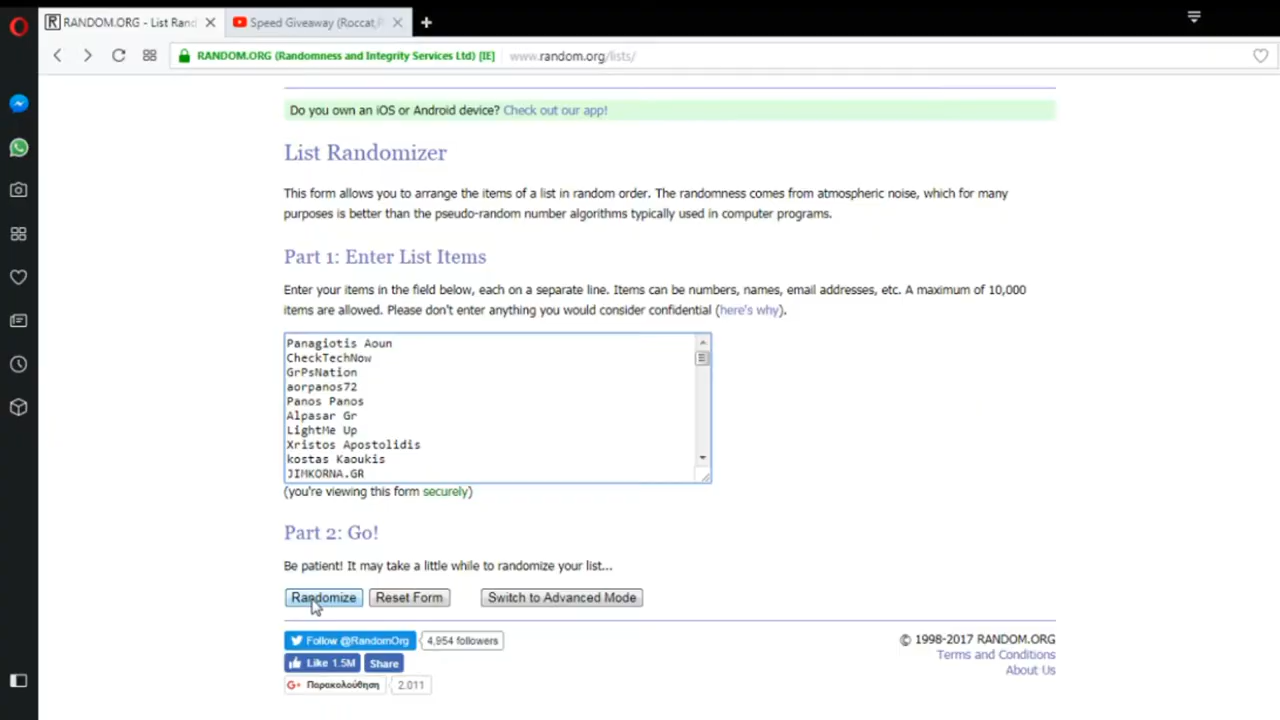 RANDOM.ORG - List Ran
Speed Giveaway (Roccat,
RANDOM.ORG (Randomness and Integrity Services Ltd) [IE]
www.random.org/lists/
Do you own an iOS or Android device? Check out our app!
List Randomizer
This form allows you to arrange the items of a list in random order. The randomness comes from atmospheric noise, which for many
purposes is better than the pseudo-random number algorithms typically used in computer programs.
Part 1: Enter List Items
Enter your items in the field below, each on a separate line. Items can be numbers, names, email addresses, etc. A maximum of 10,000
items are allowed. Please don't enter anything you would consider confidential (here's why).
Panagiotis Aoun
CheckTechNow
GrPsNation
aorpanos72
Panos Panos
Alpasar Gr
LightMe Up
Xristos Apostolidis
kostas Kaoukis
JIMKORNA.GR
(you're viewing this form securely)
Part 2: Go!
Be patient! It may take a little while to randomize your list...
Randomize
Reset Form
Switch to Advanced Mode
Follow @RandomOrg
4,954 followers
Like 1.5M
Share
G+ Παρακολούθηση
2.011
© 1998-2017 RANDOM.ORG
Terms and Conditions
About Us